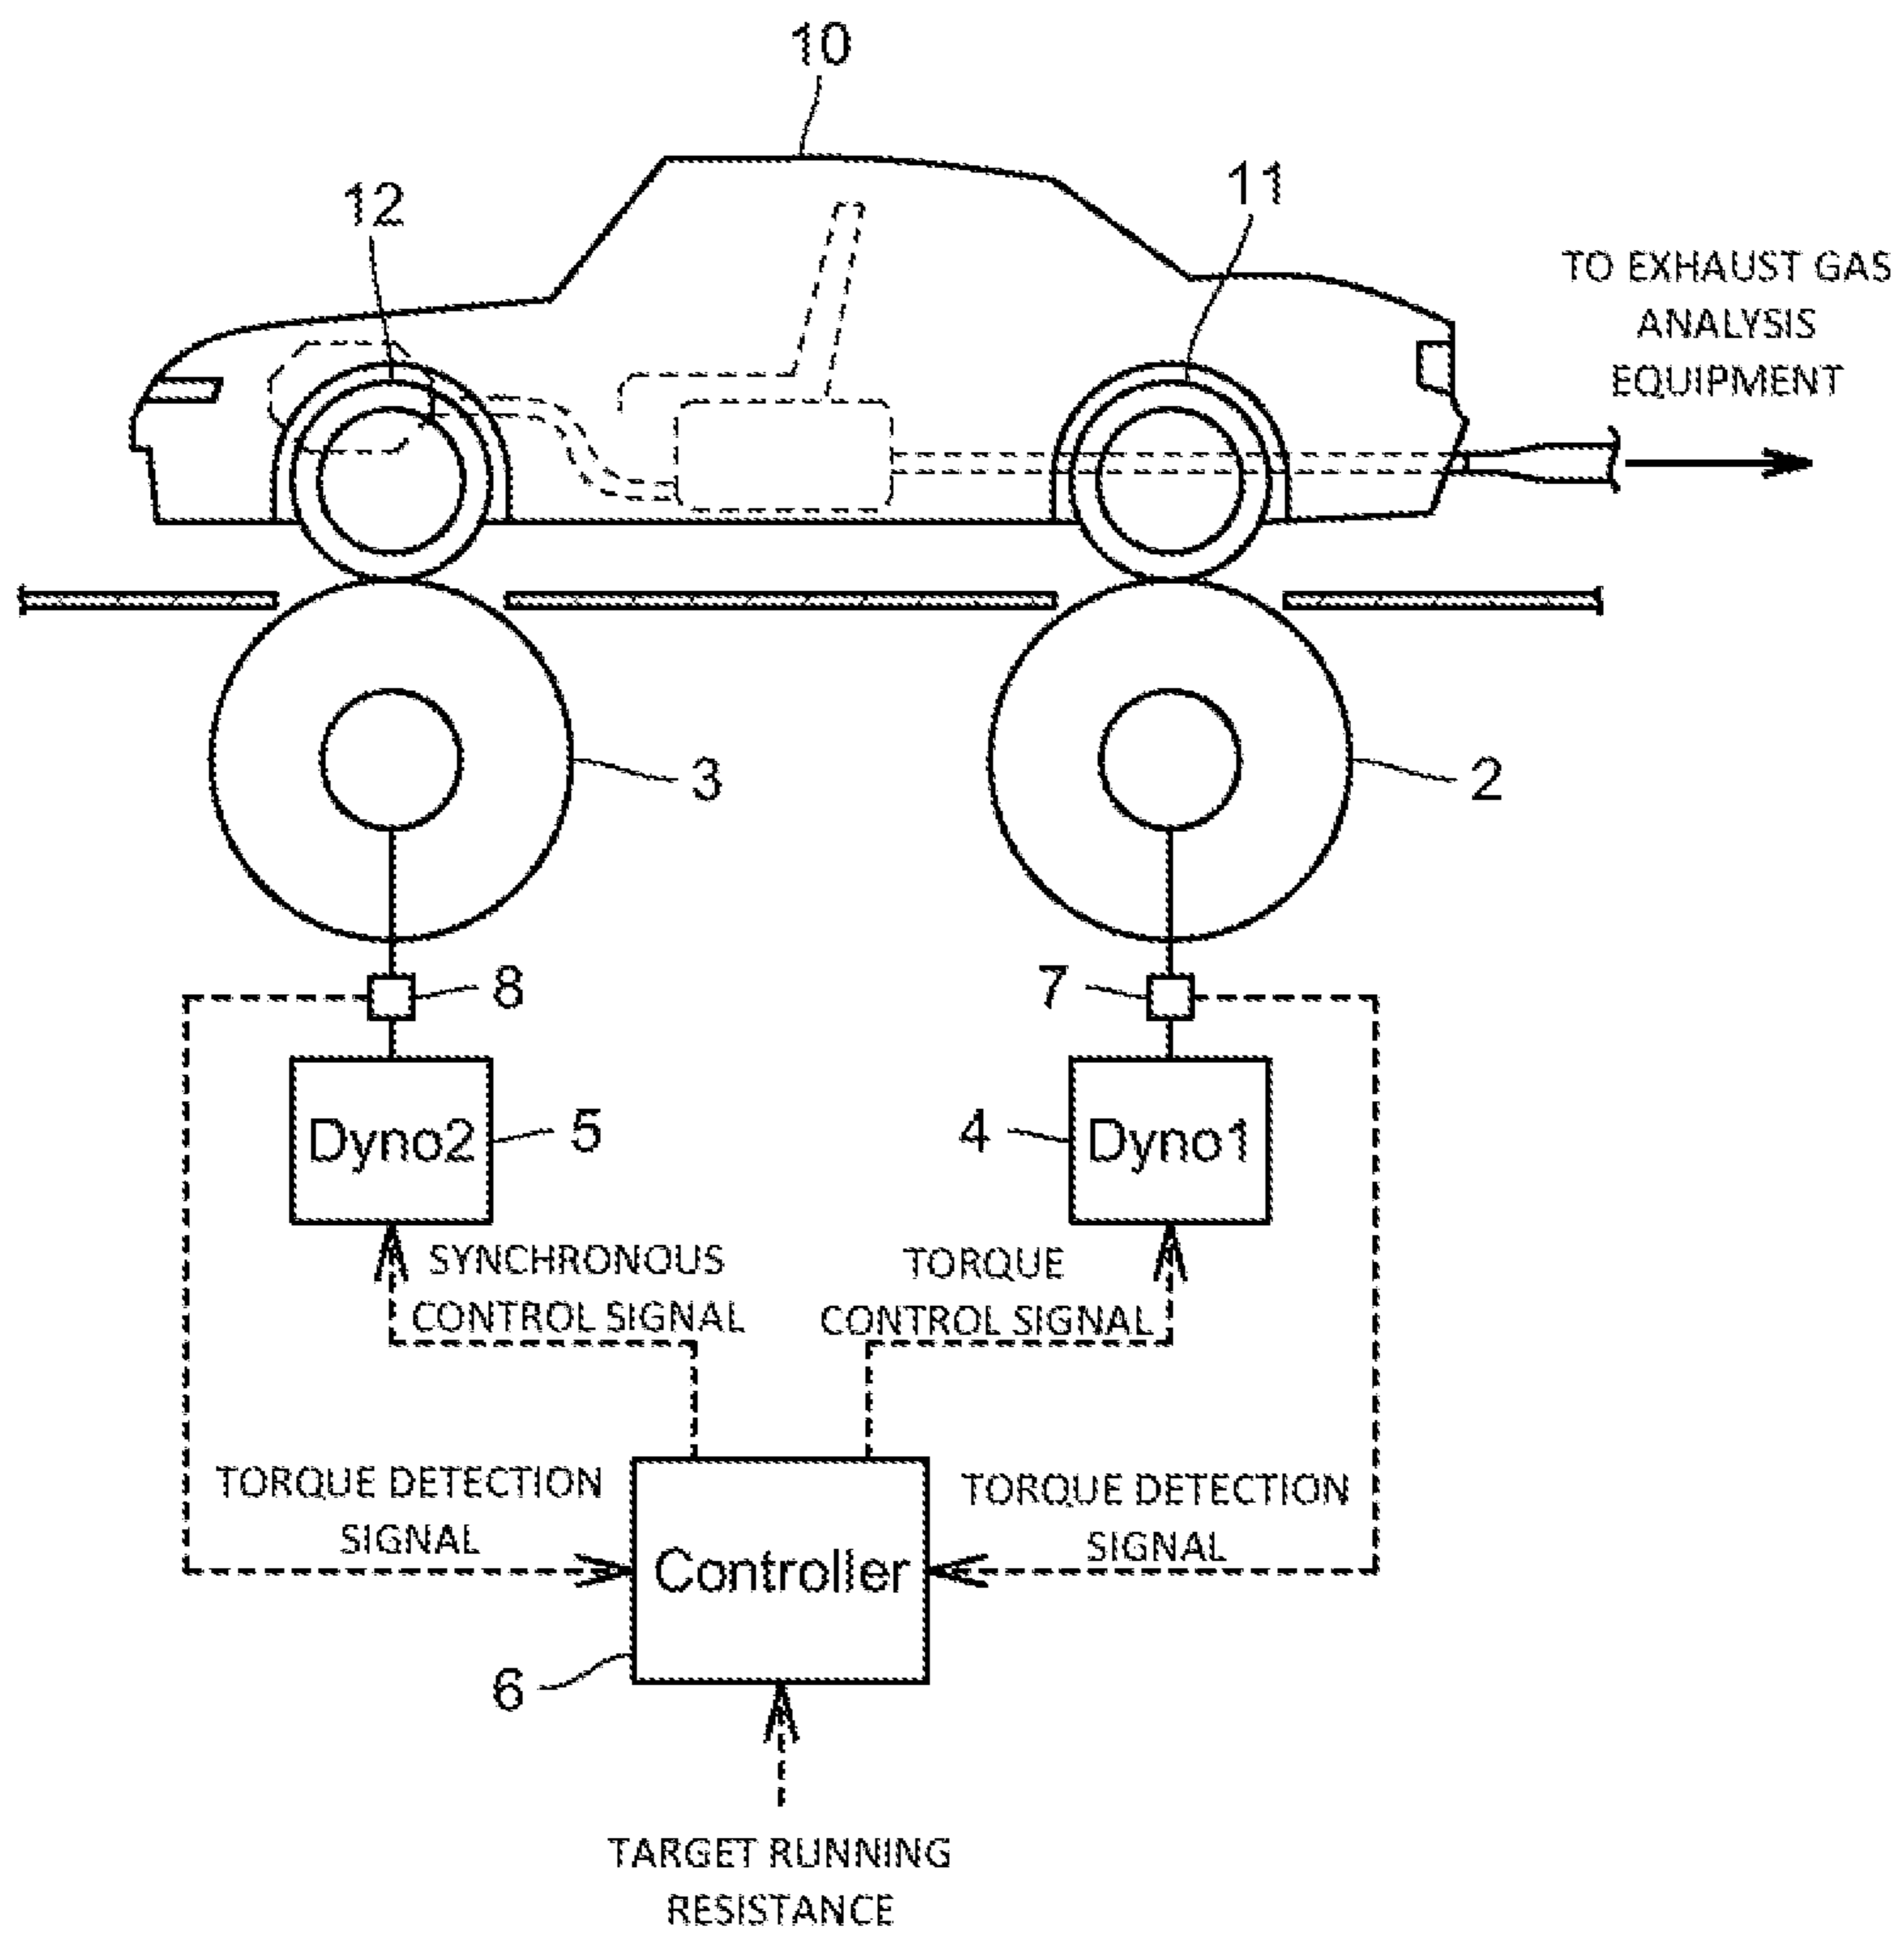 10
12
11
TO EXHAUST GAS
ANALYSIS
EQUIPMENT
3
2
8
7
Dyno2
5
4
Dyno1
SYNCHRONOUS
CONTROL SIGNAL
TORQUE
CONTROL SIGNAL
TORQUE DETECTION
SIGNAL
TORQUE DETECTION
SIGNAL
Controller
6
TARGET RUNNING
RESISTANCE